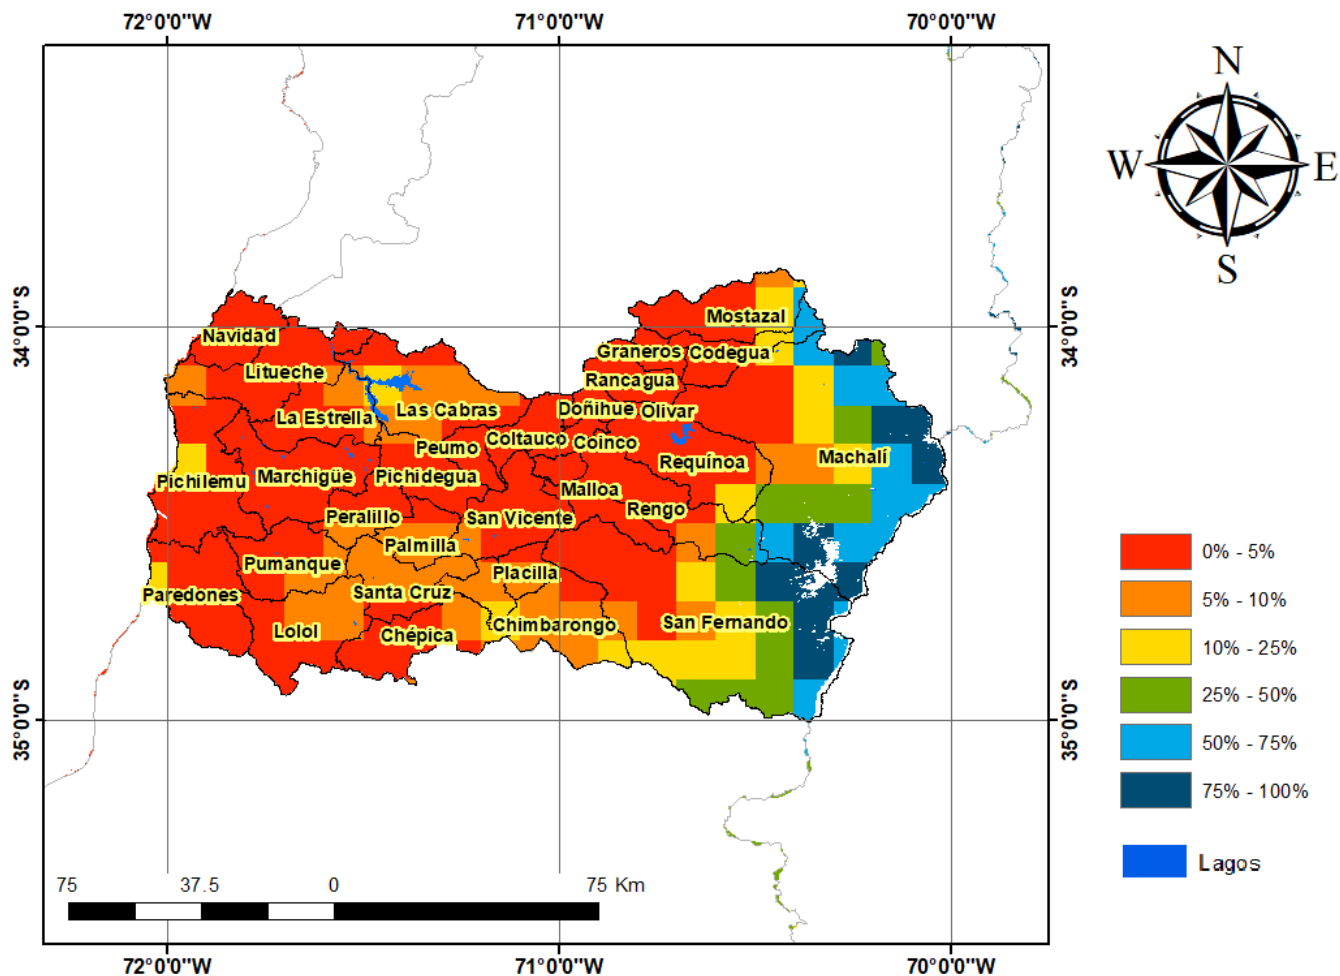 72°0'0"W 71°0'0"W 70°0'0"W
N
W E
S
34°0'0"S
34°0'0"S
Navidad
Mostazal
Graneros Codegua
Litueche
Rancagua
La Estrella
Las Cabras
Doñihue Olivar
Peumo
Coltauco Coinco
Machalí
Pichilemu
Marchigüe
Pichidegua
Requínoa
Malloa
Peralillo
San Vicente
Rengo
Palmilla
Pumanque
Placilla
Paredones
Santa Cruz
Lolol
Chépica
Chimbarongo
San Fernando
0% - 5%
5% - 10%
10% - 25%
25% - 50%
50% - 75%
75% - 100%
Lagos
35°0'0"S
35°0'0"S
75 37.5 0 75 Km
72°0'0"W 71°0'0"W 70°0'0"W